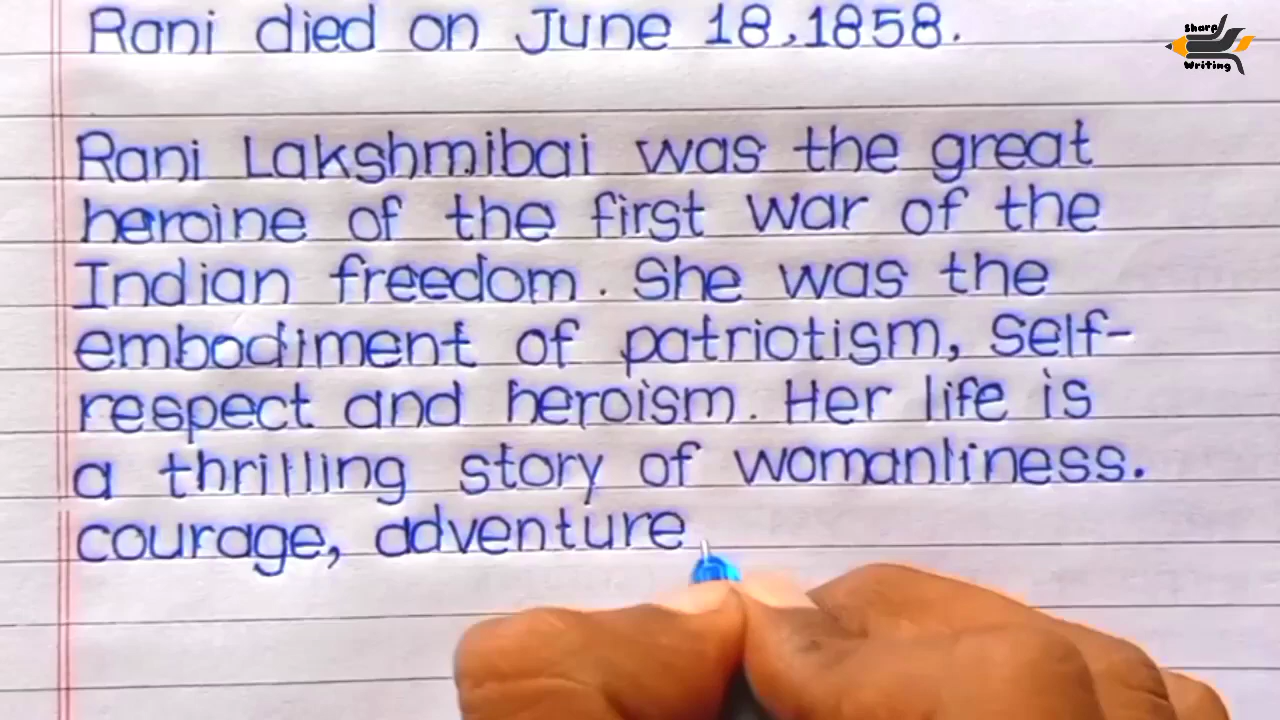 Rani died on June 18,1858.
Sharp
Writing
Rani Lakshmibai was the great
heroine of the first war of the
Indian freedom. She was the
embodiment of patriotism, self-
respect and heroism. Her life is
a thrilling story of womanliness.
courage, adventure